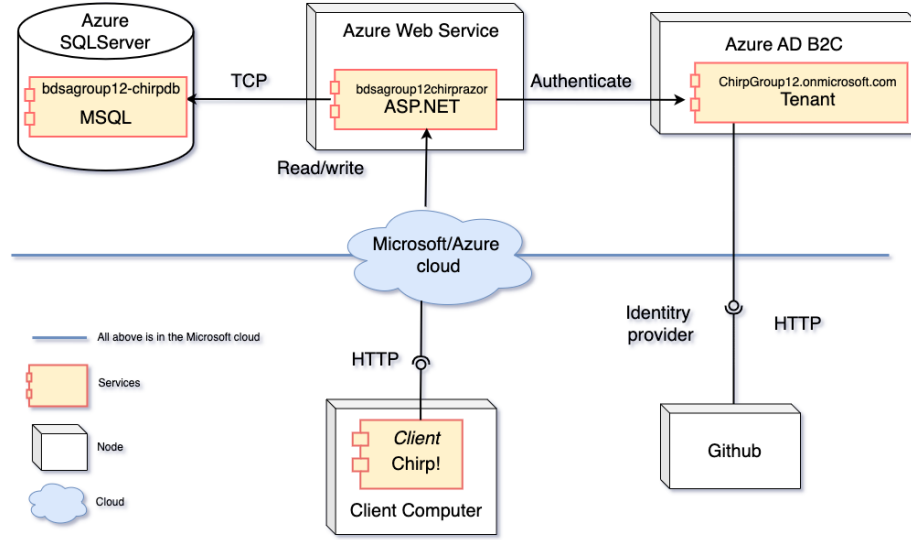 Azure
SQLServer
bdsagroup12-chirpdb
MSQL
TCP
Azure Web Service
bdsagroup12chirprazor
ASP.NET
Authenticate
Azure AD B2C
ChirpGroup12.onmicrosoft.com
Tenant
Read/write
Microsoft/Azure
cloud
Identitry
provider
HTTP
HTTP
All above is in the Microsoft cloud
Services
Node
Cloud
Client
Chirp!
Client Computer
Github